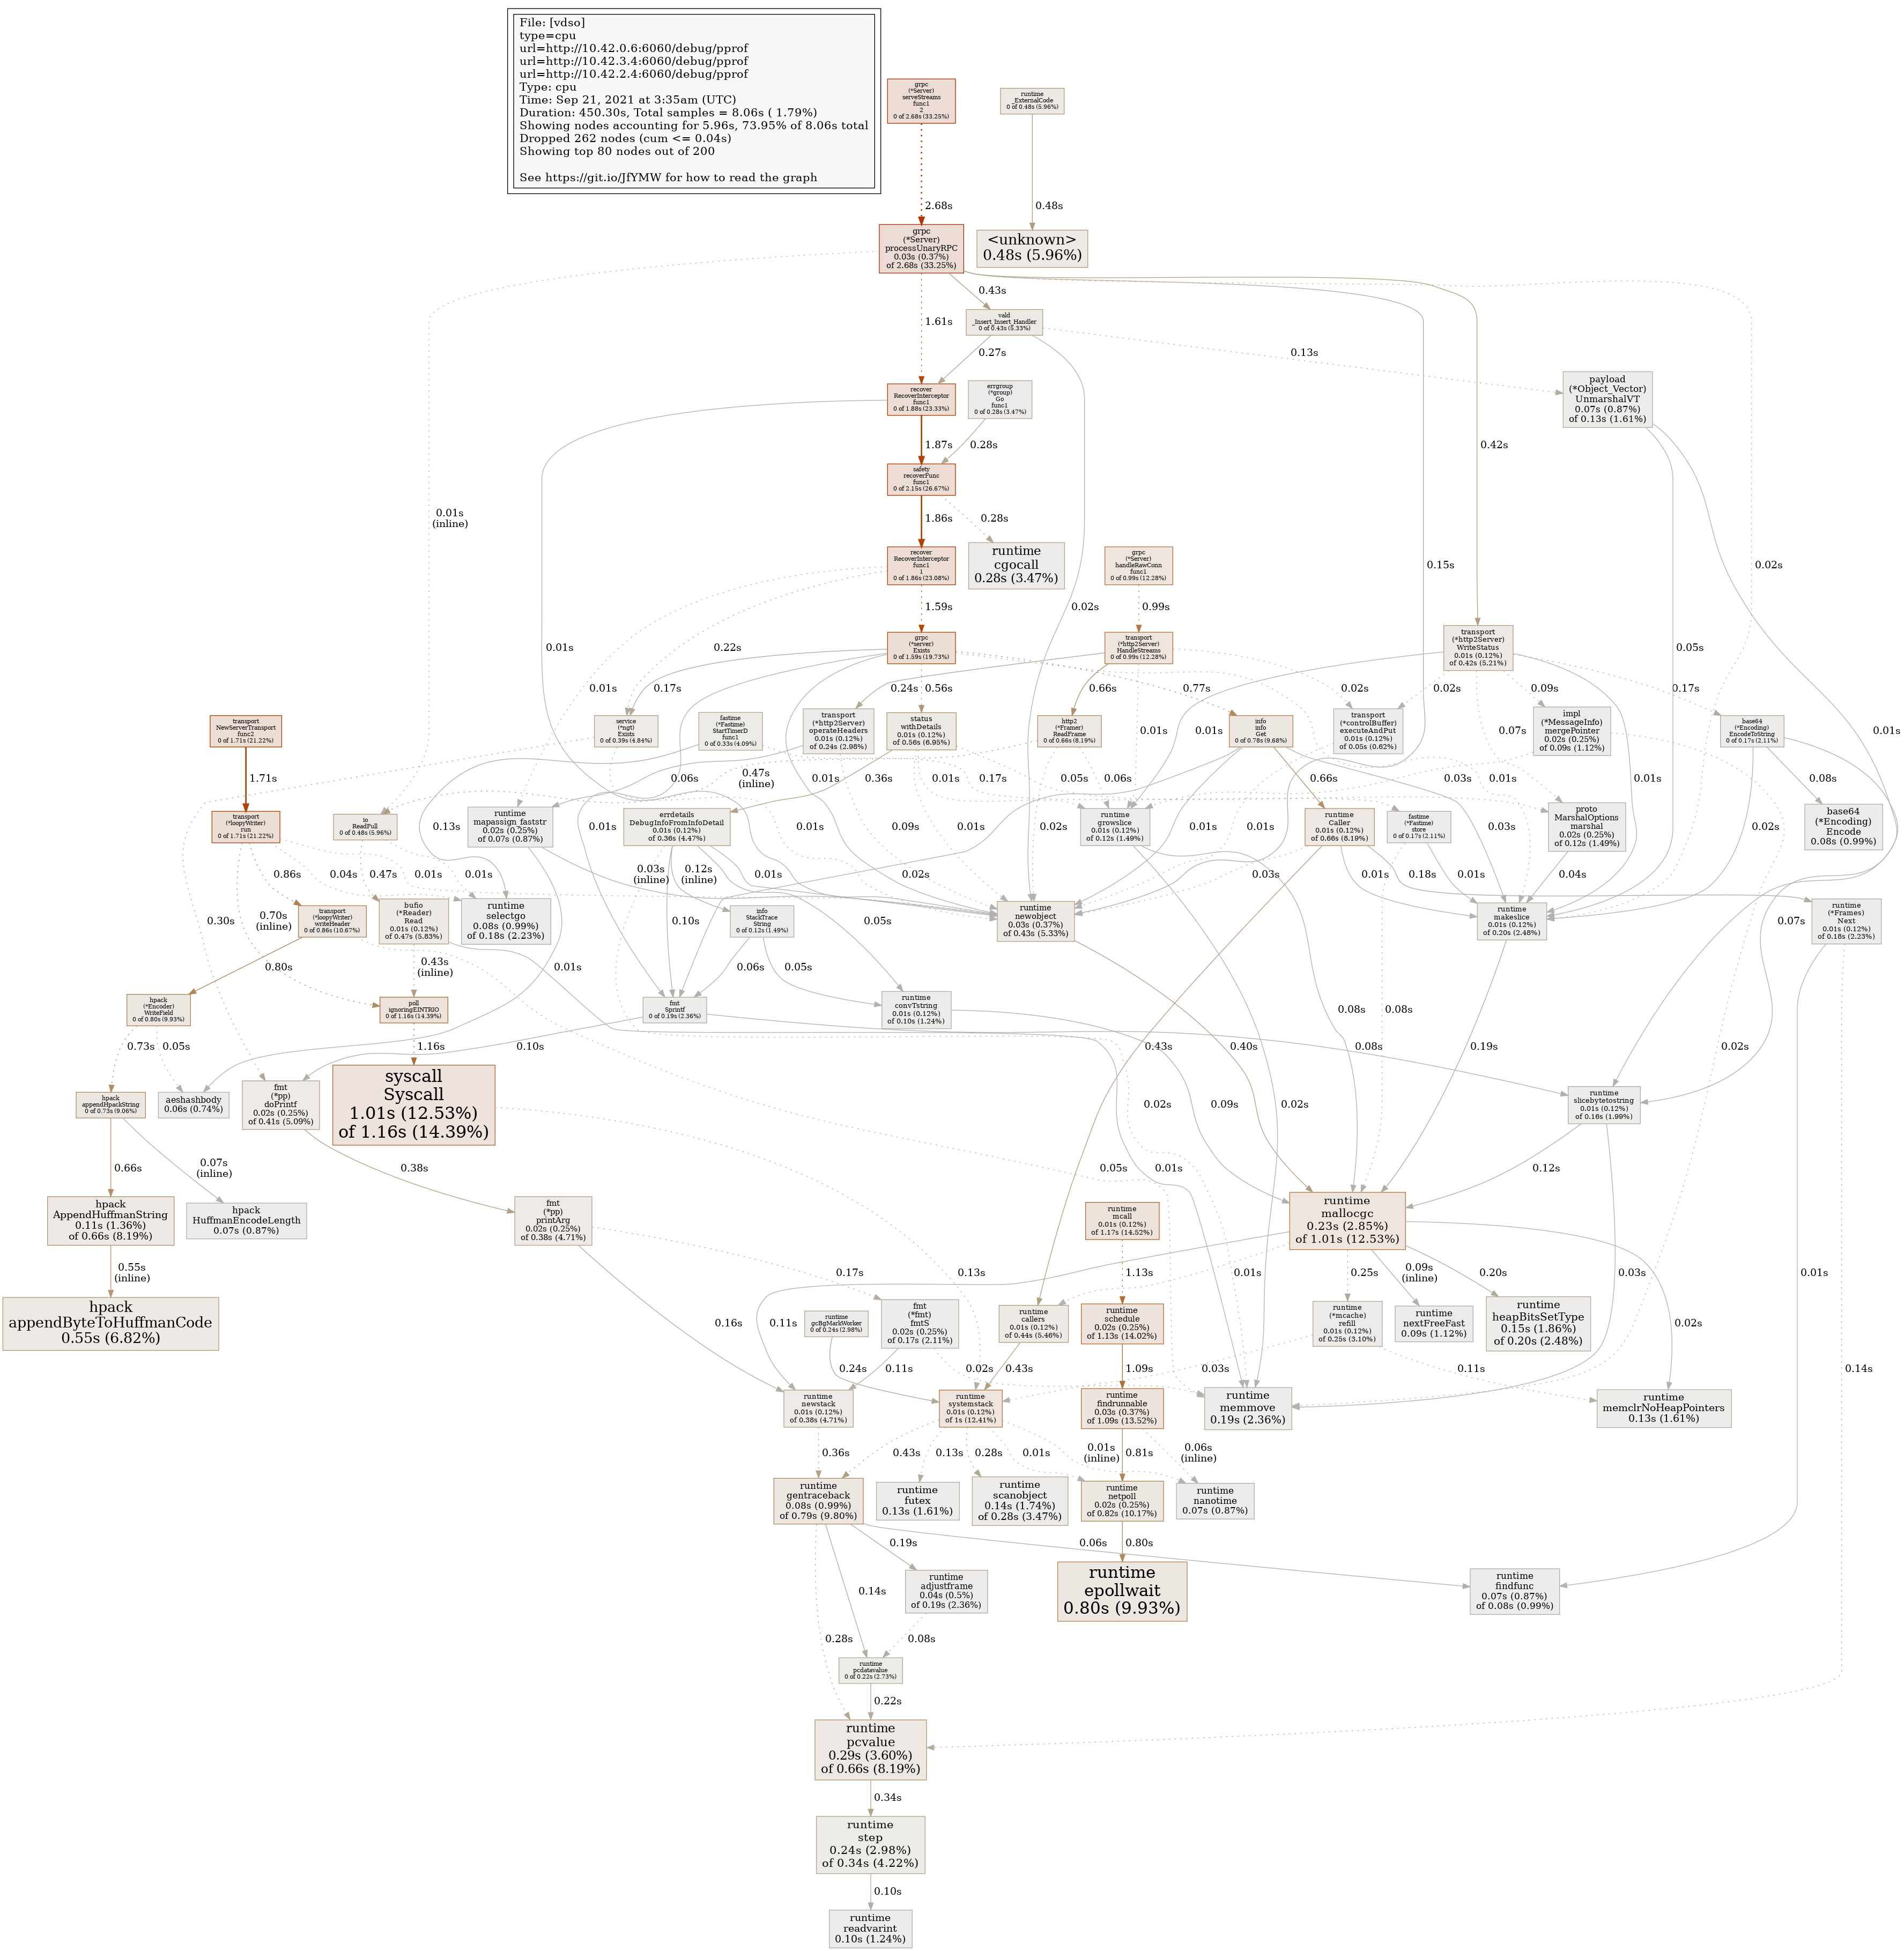 File: [vdso]
type=cpu
url=http://10.42.0.6:6060/debug/pprof
url=http://10.42.3.4:6060/debug/pprof
url=http://10.42.2.4:6060/debug/pprof
Type: cpu
Time: Sep 21, 2021 at 3:35am (UTC)
Duration: 450.30s, Total samples = 8.06s ( 1.79%)
Showing nodes accounting for 5.96s, 73.95% of 8.06s total
Dropped 262 nodes (cum <= 0.04s)
Showing top 80 nodes out of 200
See https://git.io/JfYMW for how to read the graph
grpc
(*Server)
serveStreams
func1
2
0 of 2.68s (33.25%)
runtime
_ExternalCode
0 of 0.48s (5.96%)
2.68s
0.48s
grpc
(*Server)
processUnaryRPC
0.03s (0.37%)
of 2.68s (33.25%)
<unknown>
0.48s (5.96%)
0.43s
vald
_Insert_Insert_Handler
0 of 0.43s (5.33%)
1.61s
0.27s
0.13s
recover
RecoverInterceptor
func1
0 of 1.88s (23.33%)
errgroup
(*group)
Go
func1
0 of 0.28s (3.47%)
payload
(*Object_Vector)
UnmarshalVT
0.07s (0.87%)
of 0.13s (1.61%)
1.87s
0.28s
0.42s
safety
recoverFunc
func1
0 of 2.15s (26.67%)
0.01s
(inline)
1.86s
0.28s
recover
RecoverInterceptor
func1
1
0 of 1.86s (23.08%)
runtime
cgocall
0.28s (3.47%)
grpc
(*Server)
handleRawConn
func1
0 of 0.99s (12.28%)
0.15s
0.02s
1.59s
0.02s
0.99s
grpc
(*server)
Exists
0 of 1.59s (19.73%)
transport
(*http2Server)
HandleStreams
0 of 0.99s (12.28%)
transport
(*http2Server)
WriteStatus
0.01s (0.12%)
of 0.42s (5.21%)
0.01s
0.22s
0.05s
0.01s
0.17s
0.56s
0.24s
0.66s
0.77s
0.02s
0.02s
0.09s
0.17s
transport
NewServerTransport
func2
0 of 1.71s (21.22%)
service
(*ngt)
Exists
0 of 0.39s (4.84%)
fastime
(*Fastime)
StartTimerD
func1
0 of 0.33s (4.09%)
transport
(*http2Server)
operateHeaders
0.01s (0.12%)
of 0.24s (2.98%)
status
withDetails
0.01s (0.12%)
of 0.56s (6.95%)
http2
(*Framer)
ReadFrame
0 of 0.66s (8.19%)
0.01s
0.01s
info
info
Get
0 of 0.78s (9.68%)
transport
(*controlBuffer)
executeAndPut
0.01s (0.12%)
of 0.05s (0.62%)
0.07s
impl
(*MessageInfo)
mergePointer
0.02s (0.25%)
of 0.09s (1.12%)
base64
(*Encoding)
EncodeToString
0 of 0.17s (2.11%)
0.01s
1.71s
0.06s
0.47s
(inline)
0.01s
0.36s
0.01s
0.17s
0.05s
0.06s
0.66s
0.03s
0.01s
0.01s
0.08s
transport
(*loopyWriter)
run
0 of 1.71s (21.22%)
io
ReadFull
0 of 0.48s (5.96%)
0.13s
runtime
mapassign_faststr
0.02s (0.25%)
of 0.07s (0.87%)
0.01s
errdetails
DebugInfoFromInfoDetail
0.01s (0.12%)
of 0.36s (4.47%)
0.01s
0.09s
0.01s
0.02s
runtime
growslice
0.01s (0.12%)
of 0.12s (1.49%)
0.01s
0.01s
runtime
Caller
0.01s (0.12%)
of 0.66s (8.19%)
fastime
(*Fastime)
store
0 of 0.17s (2.11%)
0.03s
proto
MarshalOptions
marshal
0.02s (0.25%)
of 0.12s (1.49%)
0.02s
base64
(*Encoding)
Encode
0.08s (0.99%)
0.86s
0.04s
0.47s
0.01s
0.01s
0.03s
(inline)
0.12s
(inline)
0.01s
0.02s
0.03s
0.01s
0.18s
0.01s
0.04s
0.70s
(inline)
transport
(*loopyWriter)
writeHeader
0 of 0.86s (10.67%)
bufio
(*Reader)
Read
0.01s (0.12%)
of 0.47s (5.83%)
runtime
selectgo
0.08s (0.99%)
of 0.18s (2.23%)
0.30s
0.10s
info
StackTrace
String
0 of 0.12s (1.49%)
0.05s
runtime
newobject
0.03s (0.37%)
of 0.43s (5.33%)
runtime
makeslice
0.01s (0.12%)
of 0.20s (2.48%)
0.07s
runtime
(*Frames)
Next
0.01s (0.12%)
of 0.18s (2.23%)
0.80s
0.43s
(inline)
0.01s
0.06s
0.05s
hpack
(*Encoder)
WriteField
0 of 0.80s (9.93%)
poll
ignoringEINTRIO
0 of 1.16s (14.39%)
fmt
Sprintf
0 of 0.19s (2.36%)
runtime
convTstring
0.01s (0.12%)
of 0.10s (1.24%)
0.08s
0.08s
0.73s
0.05s
1.16s
0.10s
0.43s
0.40s
0.08s
0.19s
0.02s
hpack
appendHpackString
0 of 0.73s (9.06%)
aeshashbody
0.06s (0.74%)
fmt
(*pp)
doPrintf
0.02s (0.25%)
of 0.41s (5.09%)
syscall
Syscall
1.01s (12.53%)
of 1.16s (14.39%)
0.02s
0.09s
0.02s
runtime
slicebytetostring
0.01s (0.12%)
of 0.16s (1.99%)
0.66s
0.07s
(inline)
0.38s
0.05s
0.01s
0.12s
hpack
AppendHuffmanString
0.11s (1.36%)
of 0.66s (8.19%)
hpack
HuffmanEncodeLength
0.07s (0.87%)
fmt
(*pp)
printArg
0.02s (0.25%)
of 0.38s (4.71%)
runtime
mcall
0.01s (0.12%)
of 1.17s (14.52%)
runtime
mallocgc
0.23s (2.85%)
of 1.01s (12.53%)
0.55s
(inline)
0.17s
0.13s
1.13s
0.01s
0.25s
0.09s
(inline)
0.20s
0.03s
0.01s
hpack
appendByteToHuffmanCode
0.55s (6.82%)
0.16s
0.11s
runtime
gcBgMarkWorker
0 of 0.24s (2.98%)
fmt
(*fmt)
fmtS
0.02s (0.25%)
of 0.17s (2.11%)
runtime
callers
0.01s (0.12%)
of 0.44s (5.46%)
runtime
schedule
0.02s (0.25%)
of 1.13s (14.02%)
runtime
(*mcache)
refill
0.01s (0.12%)
of 0.25s (3.10%)
runtime
nextFreeFast
0.09s (1.12%)
runtime
heapBitsSetType
0.15s (1.86%)
of 0.20s (2.48%)
0.02s
0.24s
0.11s
0.02s
0.43s
1.09s
0.03s
0.11s
0.14s
runtime
newstack
0.01s (0.12%)
of 0.38s (4.71%)
runtime
systemstack
0.01s (0.12%)
of 1s (12.41%)
runtime
findrunnable
0.03s (0.37%)
of 1.09s (13.52%)
runtime
memmove
0.19s (2.36%)
runtime
memclrNoHeapPointers
0.13s (1.61%)
0.36s
0.43s
0.13s
0.28s
0.01s
0.01s
(inline)
0.81s
0.06s
(inline)
runtime
gentraceback
0.08s (0.99%)
of 0.79s (9.80%)
runtime
futex
0.13s (1.61%)
runtime
scanobject
0.14s (1.74%)
of 0.28s (3.47%)
runtime
netpoll
0.02s (0.25%)
of 0.82s (10.17%)
runtime
nanotime
0.07s (0.87%)
0.19s
0.06s
0.80s
0.14s
runtime
adjustframe
0.04s (0.5%)
of 0.19s (2.36%)
runtime
epollwait
0.80s (9.93%)
runtime
findfunc
0.07s (0.87%)
of 0.08s (0.99%)
0.28s
0.08s
runtime
pcdatavalue
0 of 0.22s (2.73%)
0.22s
runtime
pcvalue
0.29s (3.60%)
of 0.66s (8.19%)
0.34s
runtime
step
0.24s (2.98%)
of 0.34s (4.22%)
0.10s
runtime
readvarint
0.10s (1.24%)